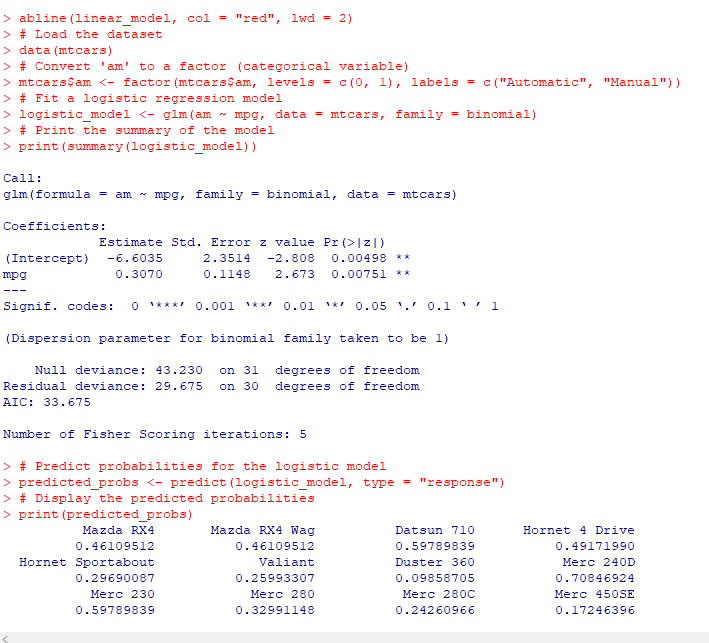 > abline(linear_model, col = "red", lwd = 2)
> # Load the dataset
> data(mtcars)
> # Convert 'am' to a factor (categorical variable)
> mtcars$am <- factor(mtcars$am, levels = c(0, 1), labels = c("Automatic", "Manual"))
> # Fit a logistic regression model
> logistic_model <- glm(am ~ mpg, data = mtcars, family = binomial)
> # Print the summary of the model
> print(summary(logistic_model))

Call:
glm(formula = am ~ mpg, family = binomial, data = mtcars)

Coefficients:
            Estimate Std. Error z value Pr(>|z|)
(Intercept)  -6.6035     2.3514  -2.808  0.00498 **
mpg           0.3070     0.1148   2.673  0.00751 **
---
Signif. codes:  0 ‘***’ 0.001 ‘**’ 0.01 ‘*’ 0.05 ‘.’ 0.1 ‘ ’ 1

(Dispersion parameter for binomial family taken to be 1)

    Null deviance: 43.230  on 31  degrees of freedom
Residual deviance: 29.675  on 30  degrees of freedom
AIC: 33.675

Number of Fisher Scoring iterations: 5

> # Predict probabilities for the logistic model
> predicted_probs <- predict(logistic_model, type = "response")
> # Display the predicted probabilities
> print(predicted_probs)
          Mazda RX4       Mazda RX4 Wag          Datsun 710      Hornet 4 Drive
         0.46109512          0.46109512          0.59789839          0.49171990
  Hornet Sportabout             Valiant          Duster 360           Merc 240D
         0.29690087          0.25993307          0.09858705          0.70846924
           Merc 230            Merc 280           Merc 280C          Merc 450SE
         0.59789839          0.32991148          0.24260966          0.17246396